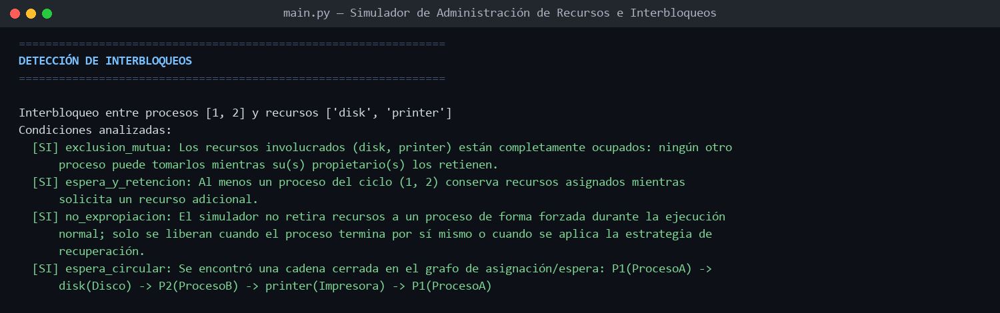 main.py — Simulador de Administración de Recursos e Interbloqueos
================================================================
DETECCIÓN DE INTERBLOQUEOS
================================================================
Interbloqueo entre procesos [1, 2] y recursos ['disk', 'printer']
Condiciones analizadas:
[SI] exclusion_mutua: Los recursos involucrados (disk, printer) están completamente ocupados: ningún otro
proceso puede tomarlos mientras su(s) propietario(s) los retienen.
[SI] espera_y_retencion: Al menos un proceso del ciclo (1, 2) conserva recursos asignados mientras
solicita un recurso adicional.
[SI] no_expropiacion: El simulador no retira recursos a un proceso de forma forzada durante la ejecución
normal; solo se liberan cuando el proceso termina por sí mismo o cuando se aplica la estrategia de
recuperación.
[SI] espera_circular: Se encontró una cadena cerrada en el grafo de asignación/espera: P1(ProcesoA) ->
disk(Disco) -> P2(ProcesoB) -> printer(Impresora) -> P1(ProcesoA)